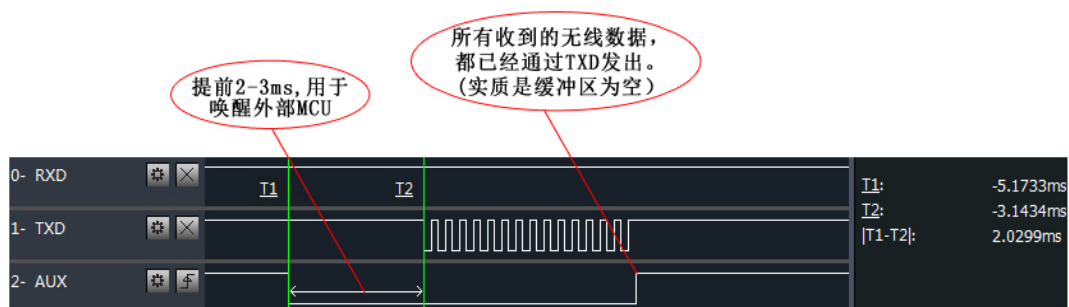 所有收到的无线数据，
都已经通过TXD发出。
(实质是缓冲区为空)
提前2-3ms,用于
唤醒外部MCU
0- RXD
T1
T2
1- TXD
2- AUX
T1: -5.1733ms
T2: -3.1434ms
|T1-T2|: 2.0299ms